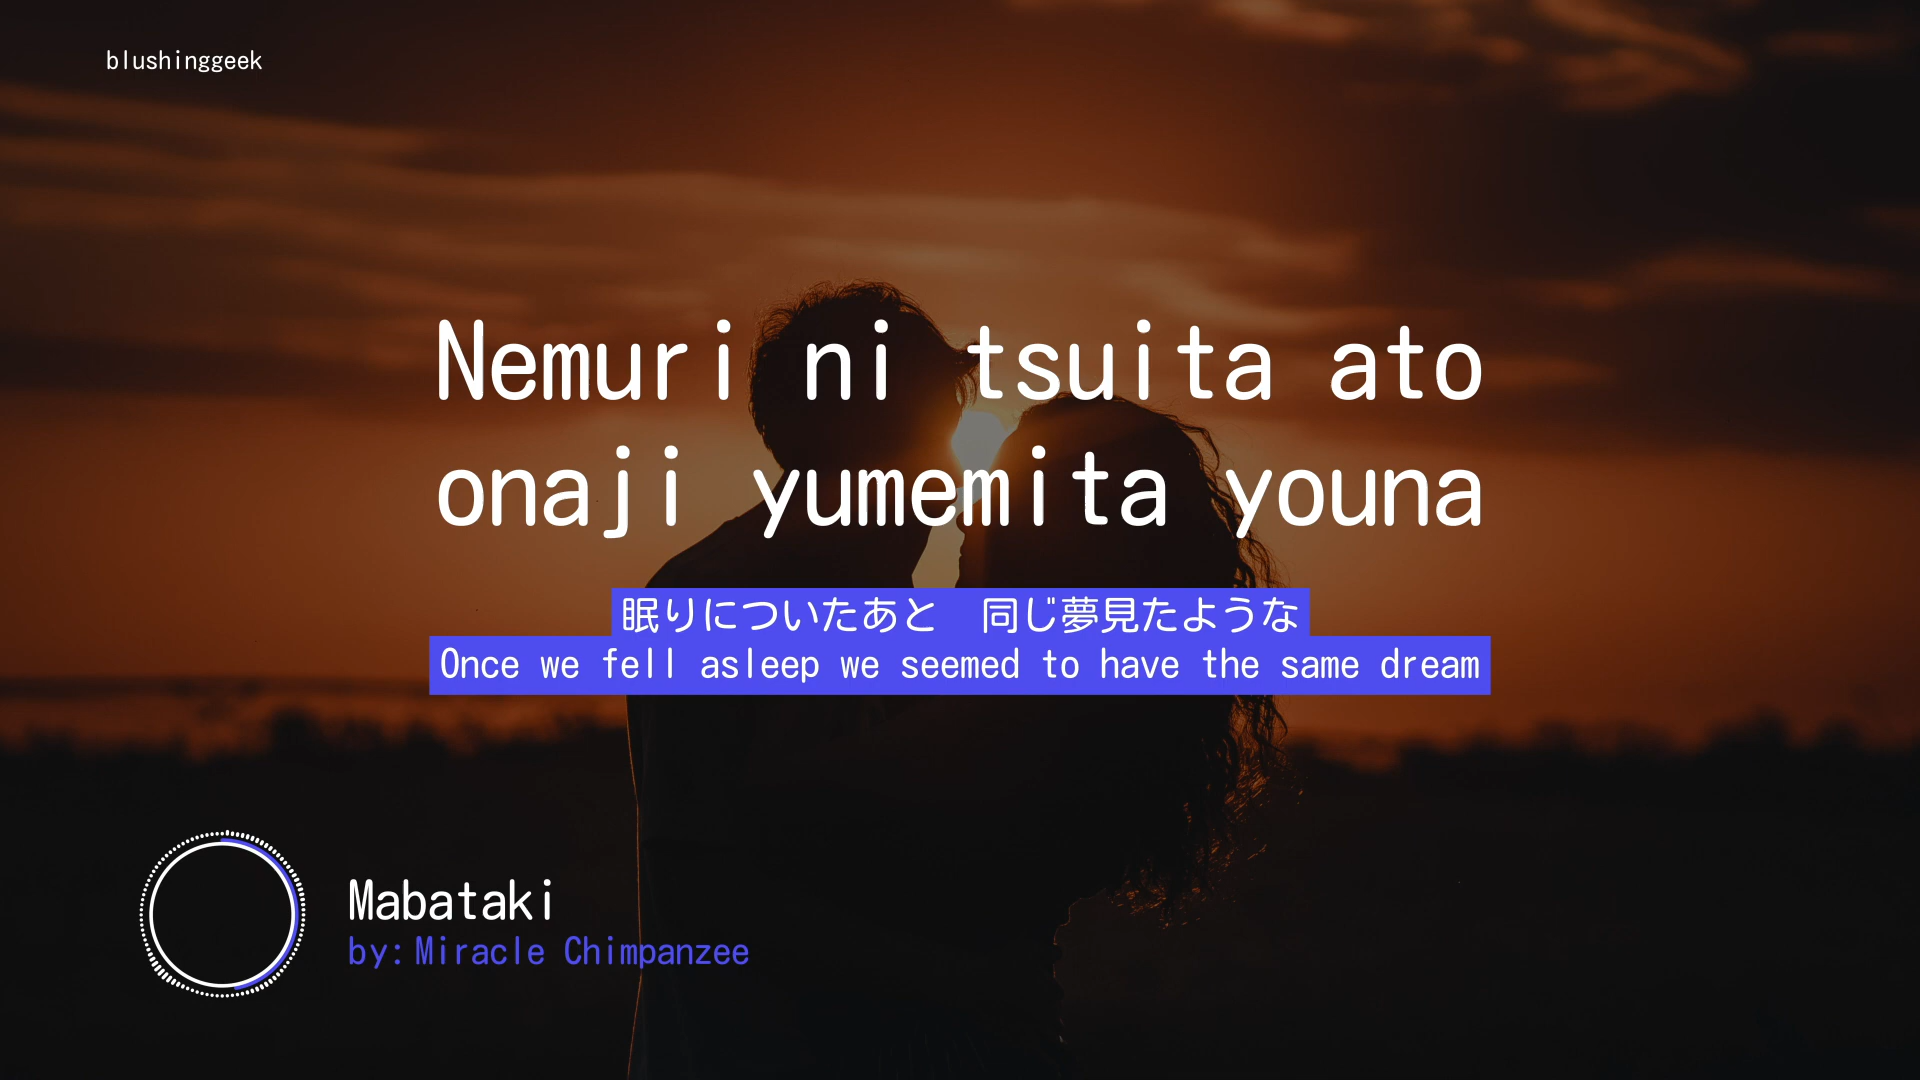 blushinggeek
Nemuri ni tsuita ato
onaji yumemita youna
眠りについたあと　同じ夢見たような
Once we fell asleep we seemed to have the same dream
Mabataki
by: Miracle Chimpanzee